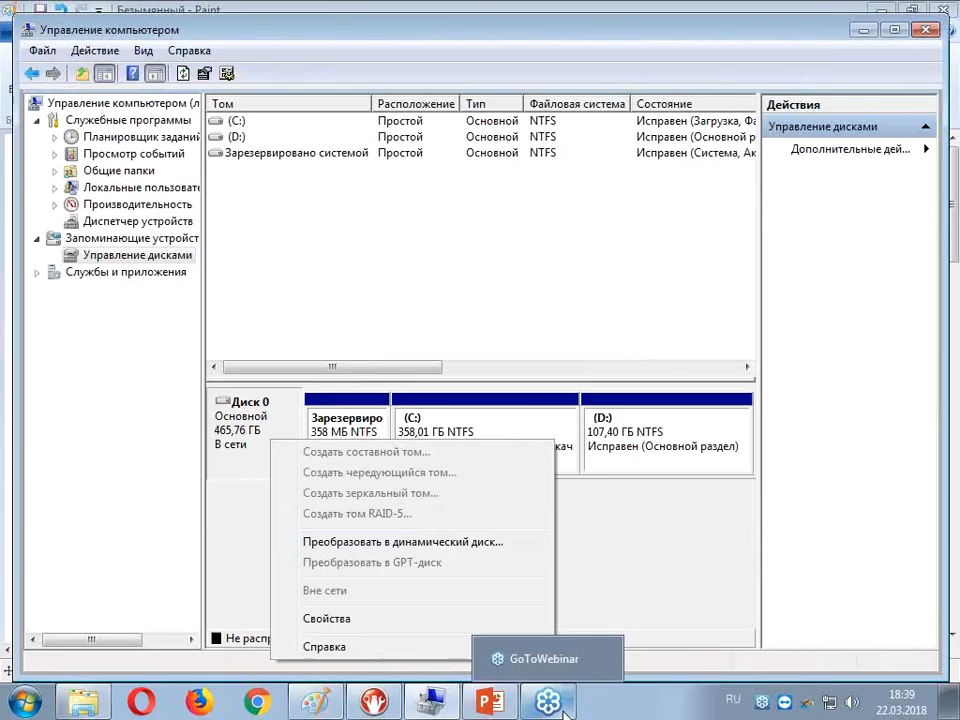 Безымянный - Paint
Управление компьютером
Файл Действие Вид Справка
Управление компьютером (л
Служебные программы
Планировщик заданий
Просмотр событий
Общие папки
Локальные пользоват
Производительность
Диспетчер устройств
Запоминающие устройст
Управление дисками
Службы и приложения
Том Расположение Тип Файловая система Состояние
(C:) Простой Основной NTFS Исправен (Загрузка, Фа
(D:) Простой Основной NTFS Исправен (Основной р
Зарезервировано системой Простой Основной NTFS Исправен (Система, Ак
Действия
Управление дисками
Дополнительные дей...
Диск 0
Основной
465,76 ГБ
В сети
Зарезервиро
358 МБ NTFS
(C:)
358,01 ГБ NTFS
кач
(D:)
107,40 ГБ NTFS
Исправен (Основной раздел)
Создать составной том...
Создать чередующийся том...
Создать зеркальный том...
Создать том RAID-5...
Преобразовать в динамический диск...
Преобразовать в GPT-диск
Вне сети
Свойства
Справка
Не распр
GoToWebinar
RU
18:39
22.03.2018